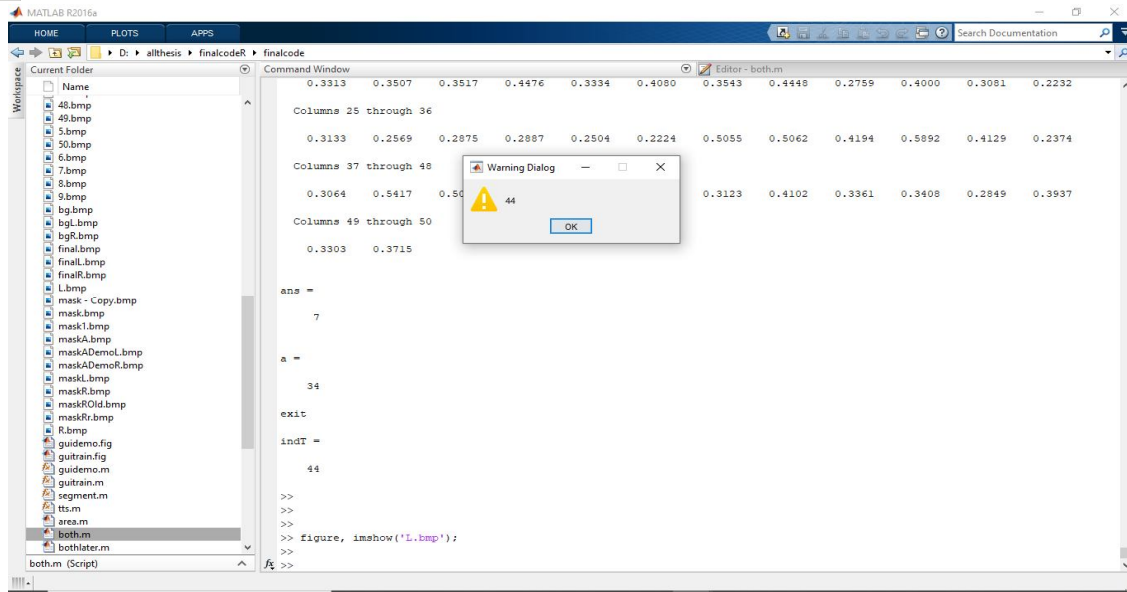 MATLAB R2016a
HOME PLOTS APPS
Search Documentation
D: allthesis finalcodeR finalcode
Workspace
Current Folder
Name
48.bmp
49.bmp
5.bmp
50.bmp
6.bmp
7.bmp
8.bmp
9.bmp
bg.bmp
bgL.bmp
bgR.bmp
final.bmp
finalL.bmp
finalR.bmp
L.bmp
mask - Copy.bmp
mask.bmp
mask1.bmp
maskA.bmp
maskADemoL.bmp
maskADemoR.bmp
maskL.bmp
maskR.bmp
maskROld.bmp
maskRr.bmp
R.bmp
guidemo.fig
guitrain.fig
guidemo.m
guitrain.m
segment.m
tts.m
area.m
both.m
bothlater.m
both.m (Script)
Command Window
Editor - both.m
0.3313 0.3507 0.3517 0.4476 0.3334 0.4080 0.3543 0.4448 0.2759 0.4000 0.3081 0.2232
Columns 25 through 36
0.3133 0.2569 0.2875 0.2887 0.2504 0.2224 0.5055 0.5062 0.4194 0.5892 0.4129 0.2374
Columns 37 through 48
0.3064 0.5417 0.50 0.3123 0.4102 0.3361 0.3408 0.2849 0.3937
Columns 49 through 50
0.3303 0.3715
ans =
7
a =
34
exit
indT =
44
>>
>>
>>
>> figure, imshow('L.bmp');
>>
fx >>
Warning Dialog
44
OK